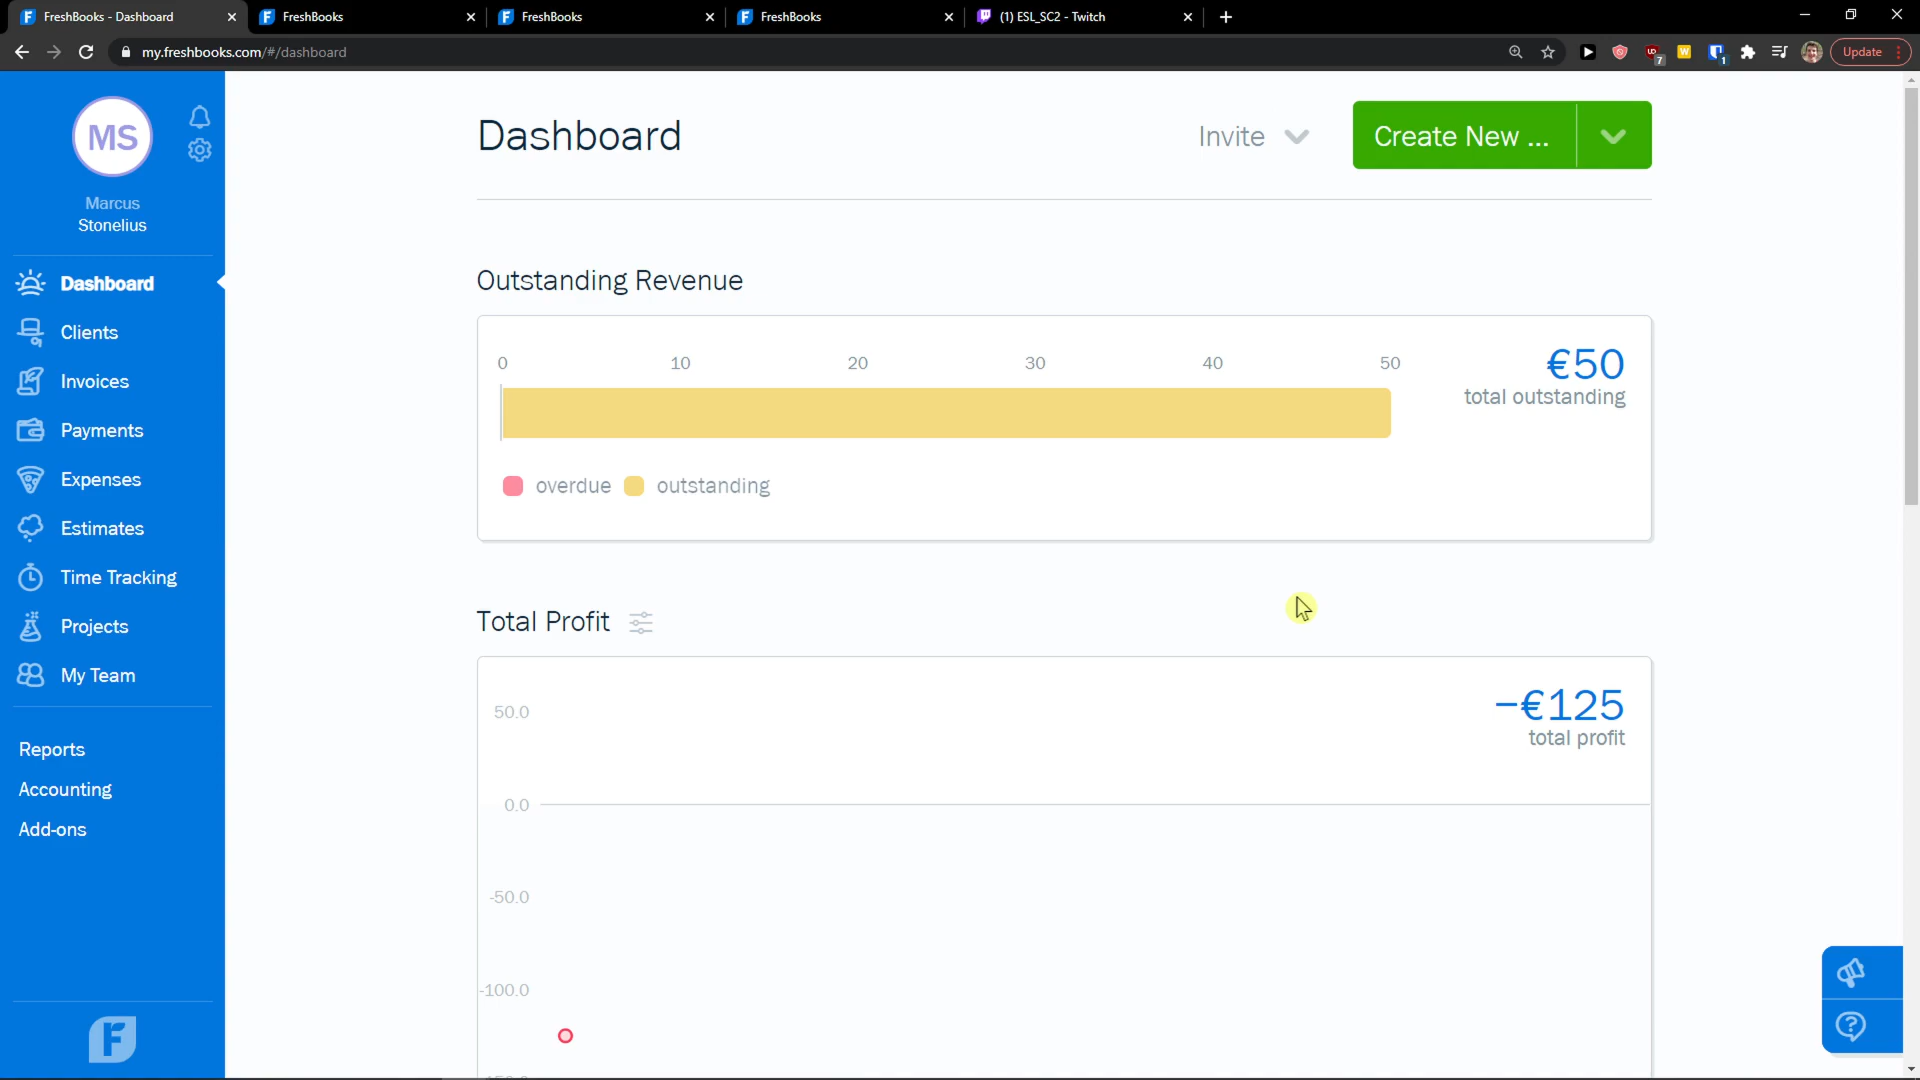 FreshBooks - Dashboard
FreshBooks
FreshBooks
FreshBooks
(1) ESL_SC2 - Twitch
my.freshbooks.com/#/dashboard
7
W
1
Update
MS
Marcus
Stonelius
Dashboard
Clients
Invoices
Payments
Expenses
Estimates
Time Tracking
Projects
My Team
Reports
Accounting
Add-ons
F
Dashboard
Invite
Create New ...
Outstanding Revenue
0 10 20 30 40 50
€50
total outstanding
overdue outstanding
Total Profit
−€125
total profit
50.0
0.0
-50.0
-100.0